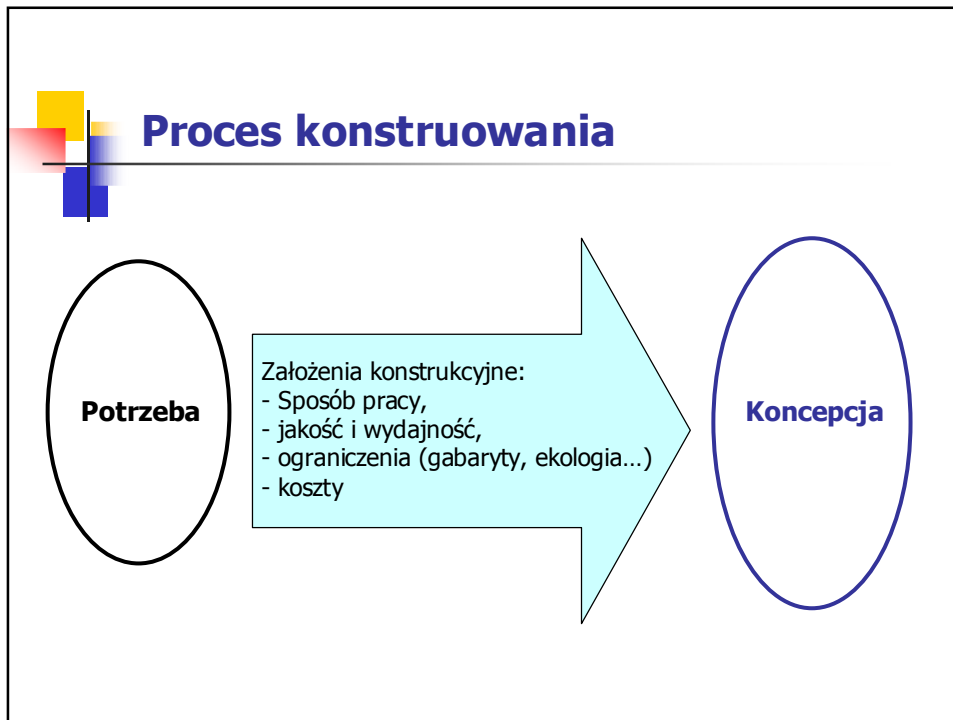 Proces konstruowania
Potrzeba
Założenia konstrukcyjne:
- Sposób pracy,
- jakość i wydajność,
- ograniczenia (gabaryty, ekologia...)
- koszty
Koncepcja